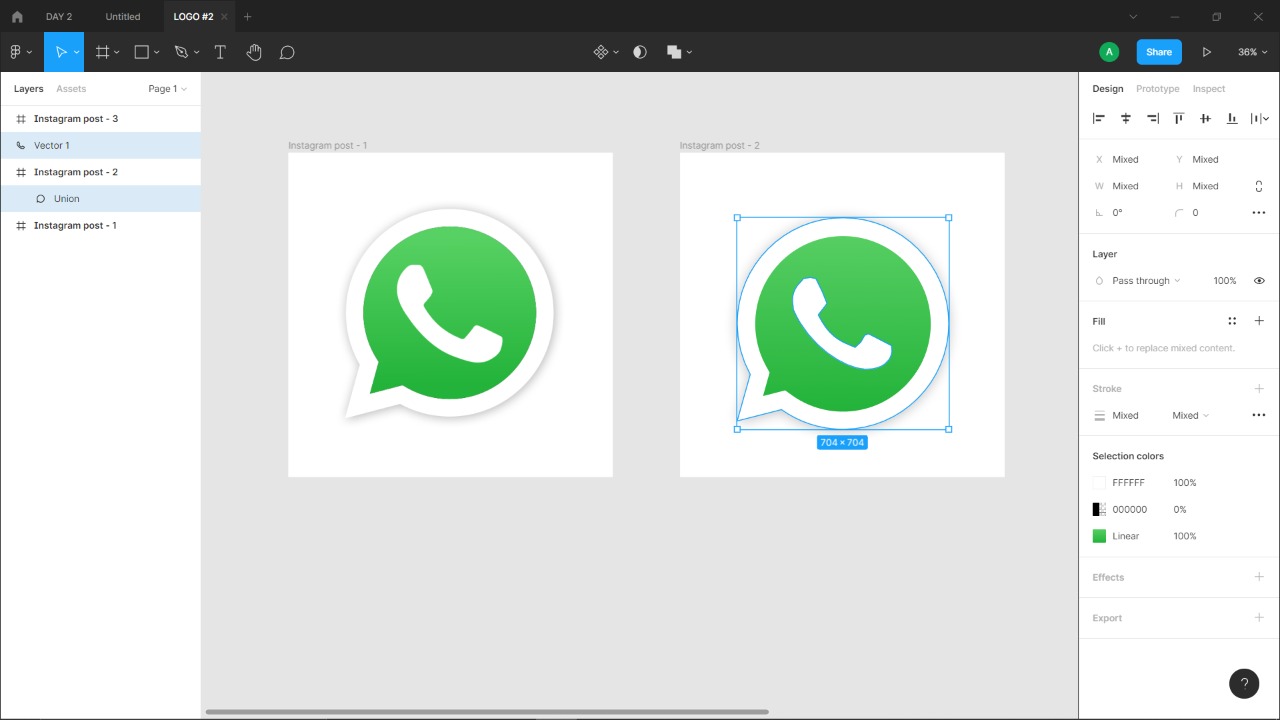 DAY 2 Untitled LOGO #2
A Share 36%
Layers Assets Page 1
Instagram post - 3
Vector 1
Instagram post - 2
Union
Instagram post - 1
Instagram post - 1
Instagram post - 2
704 × 704
Design Prototype Inspect
X Mixed Y Mixed
W Mixed H Mixed
0° 0
Layer
Pass through 100%
Fill
Click + to replace mixed content.
Stroke
Mixed Mixed
Selection colors
FFFFFF 100%
000000 0%
Linear 100%
Effects
Export
?